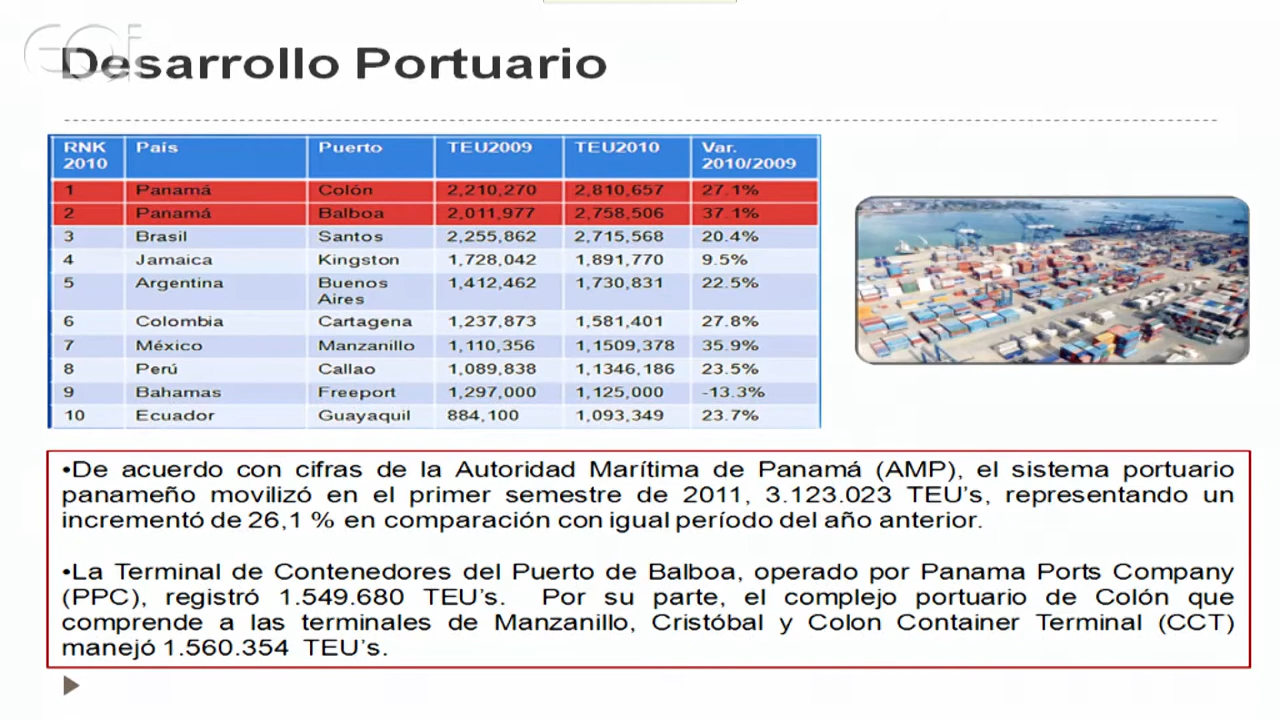 EQi
Desarrollo Portuario
RNK 2010 País Puerto TEU2009 TEU2010 Var. 2010/2009
1 Panamá Colón 2,210,270 2,810,657 27.1%
2 Panamá Balboa 2,011,977 2,758,506 37.1%
3 Brasil Santos 2,255,862 2,715,568 20.4%
4 Jamaica Kingston 1,728,042 1,891,770 9.5%
5 Argentina Buenos Aires 1,412,462 1,730,831 22.5%
6 Colombia Cartagena 1,237,873 1,581,401 27.8%
7 México Manzanillo 1,110,356 1,1509,378 35.9%
8 Perú Callao 1,089,838 1,1346,186 23.5%
9 Bahamas Freeport 1,297,000 1,125,000 -13.3%
10 Ecuador Guayaquil 884,100 1,093,349 23.7%
•De acuerdo con cifras de la Autoridad Marítima de Panamá (AMP), el sistema portuario
panameño movilizó en el primer semestre de 2011, 3.123.023 TEU’s, representando un
incrementó de 26,1 % en comparación con igual período del año anterior.
•La Terminal de Contenedores del Puerto de Balboa, operado por Panama Ports Company
(PPC), registró 1.549.680 TEU’s. Por su parte, el complejo portuario de Colón que
comprende a las terminales de Manzanillo, Cristóbal y Colon Container Terminal (CCT)
manejó 1.560.354 TEU’s.